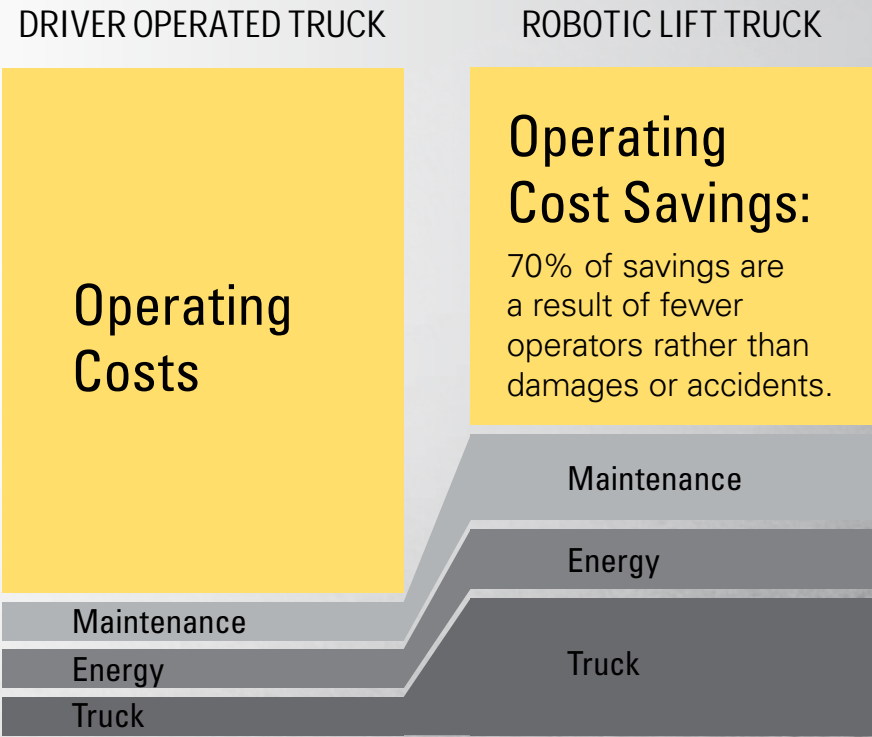 DRIVER OPERATED TRUCK
ROBOTIC LIFT TRUCK
Operating
Costs
Maintenance
Energy
Truck
Operating
Cost Savings:
70% of savings are
a result of fewer
operators rather than
damages or accidents.
Maintenance
Energy
Truck